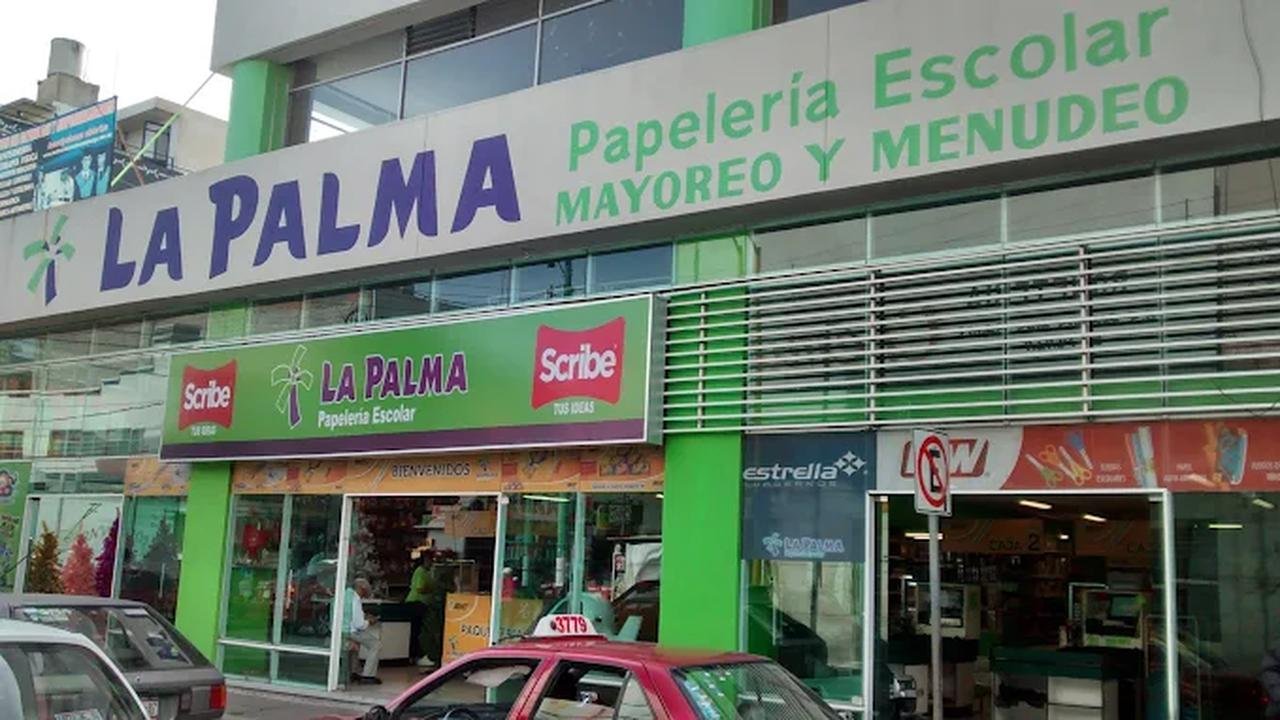 LA PALMA
Papelería Escolar
MAYOREO Y MENUDEO
Scribe
TUS IDEAS
LA PALMA
Papelería Escolar
Scribe
TUS IDEAS
BIENVENIDOS
estrella
CUADERNOS
LA PALMA
E
CAJA 2
3779